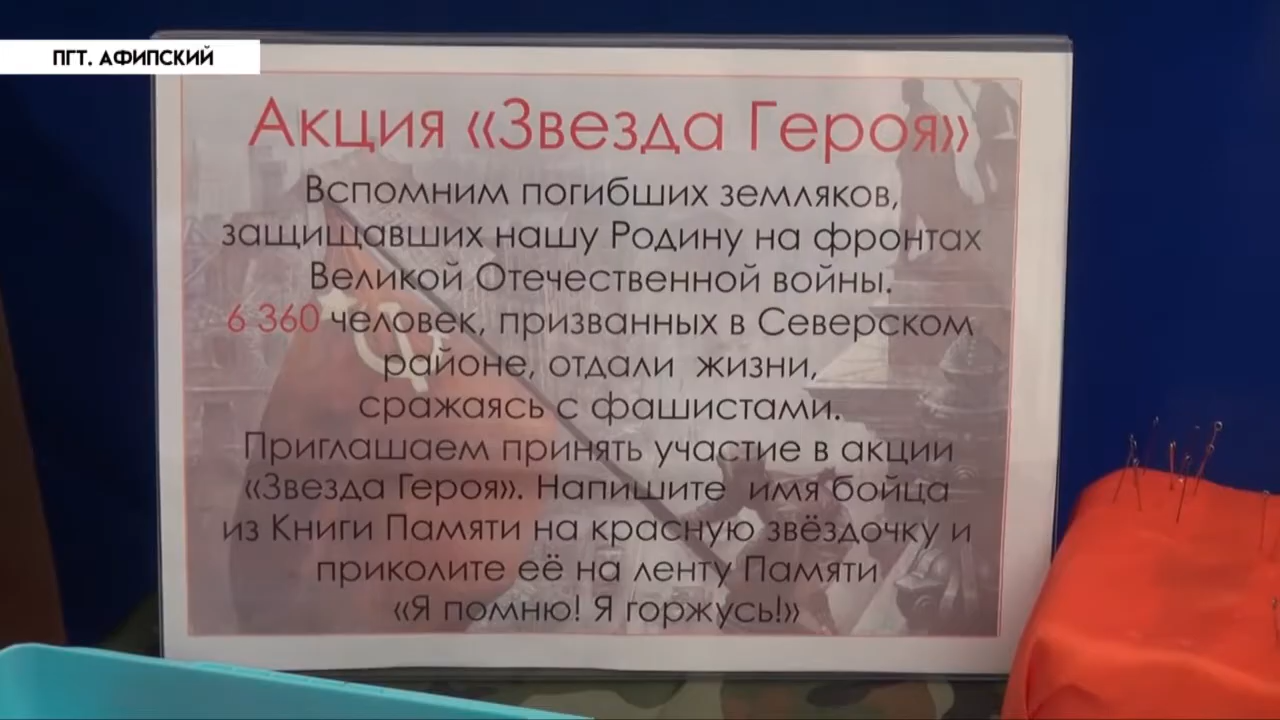 ПГТ. АФИПСКИЙ
Акция «Звезда Героя»
Вспомним погибших земляков,
защищавших нашу Родину на фронтах
Великой Отечественной войны.
6 360 человек, призванных в Северском
районе, отдали жизни,
сражаясь с фашистами.
Приглашаем принять участие в акции
«Звезда Героя». Напишите имя бойца
из Книги Памяти на красную звёздочку и
приколите её на ленту Памяти
«Я помню! Я горжусь!»